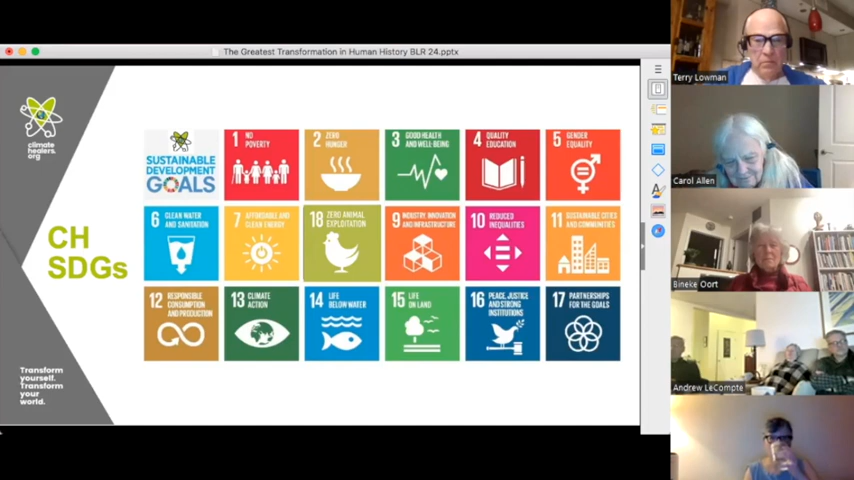 The Greatest Transformation in Human History BLR 24.pptx
climate
healers.
org
CH
SDGs
Transform
yourself.
Transform
your
world.
SUSTAINABLE
DEVELOPMENT
GOALS
1 NO
POVERTY
2 ZERO
HUNGER
3 GOOD HEALTH
AND WELL-BEING
4 QUALITY
EDUCATION
5 GENDER
EQUALITY
6 CLEAN WATER
AND SANITATION
7 AFFORDABLE AND
CLEAN ENERGY
18 ZERO ANIMAL
EXPLOITATION
9 INDUSTRY, INNOVATION
AND INFRASTRUCTURE
10 REDUCED
INEQUALITIES
11 SUSTAINABLE CITIES
AND COMMUNITIES
12 RESPONSIBLE
CONSUMPTION
AND PRODUCTION
13 CLIMATE
ACTION
14 LIFE
BELOW WATER
15 LIFE
ON LAND
16 PEACE, JUSTICE
AND STRONG
INSTITUTIONS
17 PARTNERSHIPS
FOR THE GOALS
Terry Lowman
Carol Allen
Bineke Oort
Andrew LeCompte